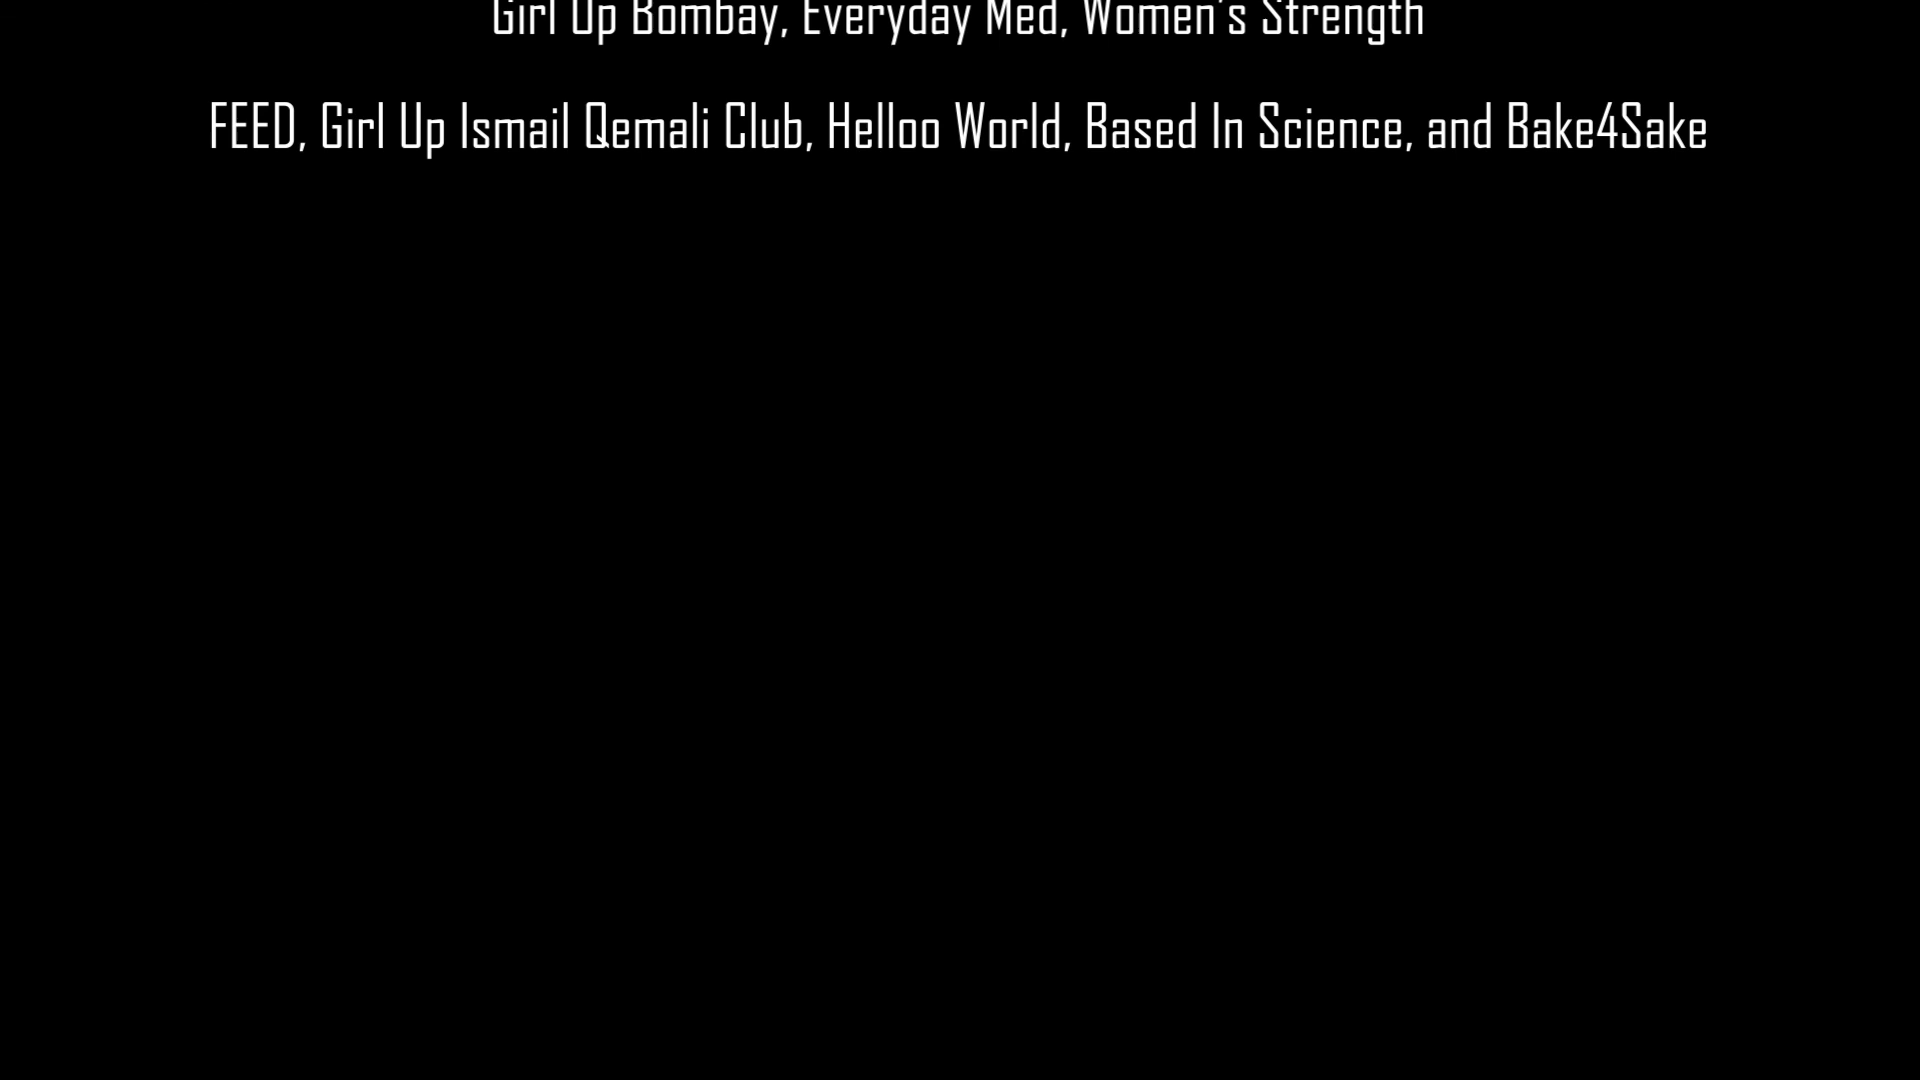 Girl Up Bombay, Everyday Med, Women's Strength
FEED, Girl Up Ismail Qemali Club, Helloo World, Based In Science, and Bake4Sake